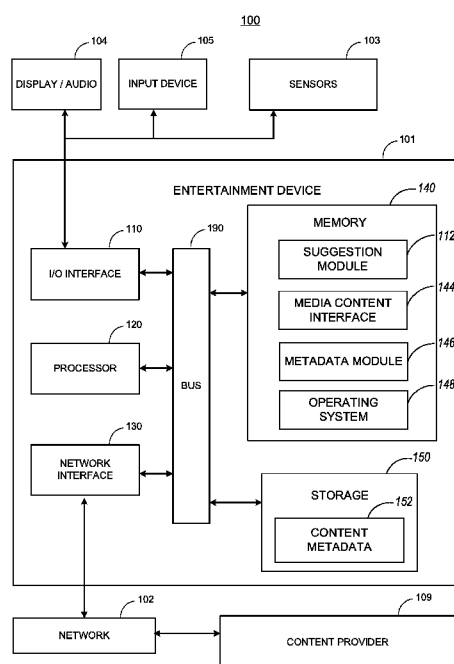 100
104
105
103
DISPLAY / AUDIO
INPUT DEVICE
SENSORS
101
ENTERTAINMENT DEVICE
140
110
190
MEMORY
112
SUGGESTION
MODULE
I/O INTERFACE
144
MEDIA CONTENT
INTERFACE
120
146
PROCESSOR
METADATA MODULE
BUS
148
OPERATING
SYSTEM
130
NETWORK
INTERFACE
150
STORAGE
152
CONTENT
METADATA
102
109
NETWORK
CONTENT PROVIDER